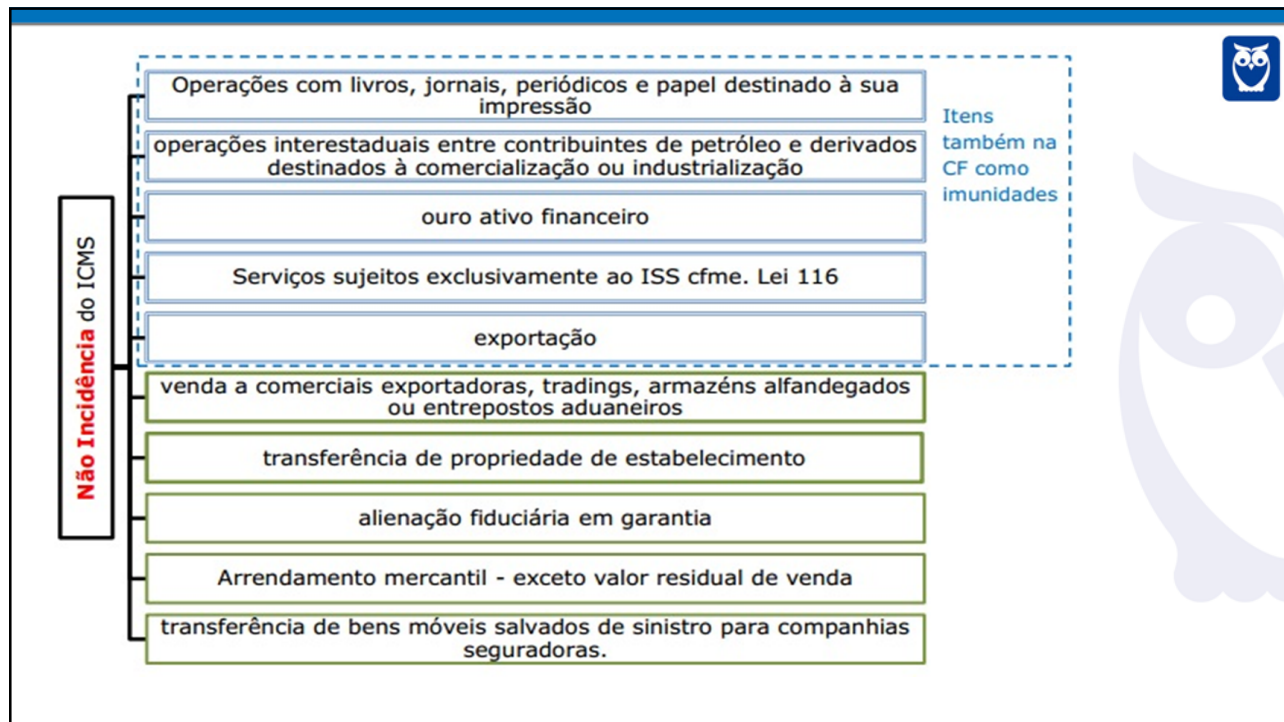 Operações com livros, jornais, periódicos e papel destinado à sua
impressão
operações interestaduais entre contribuintes de petróleo e derivados
destinados à comercialização ou industrialização
ouro ativo financeiro
Serviços sujeitos exclusivamente ao ISS cfme. Lei 116
exportação
Itens
também na
CF como
imunidades
Não Incidência do ICMS
venda a comerciais exportadoras, tradings, armazéns alfandegados
ou entrepostos aduaneiros
transferência de propriedade de estabelecimento
alienação fiduciária em garantia
Arrendamento mercantil - exceto valor residual de venda
transferência de bens móveis salvados de sinistro para companhias
seguradoras.